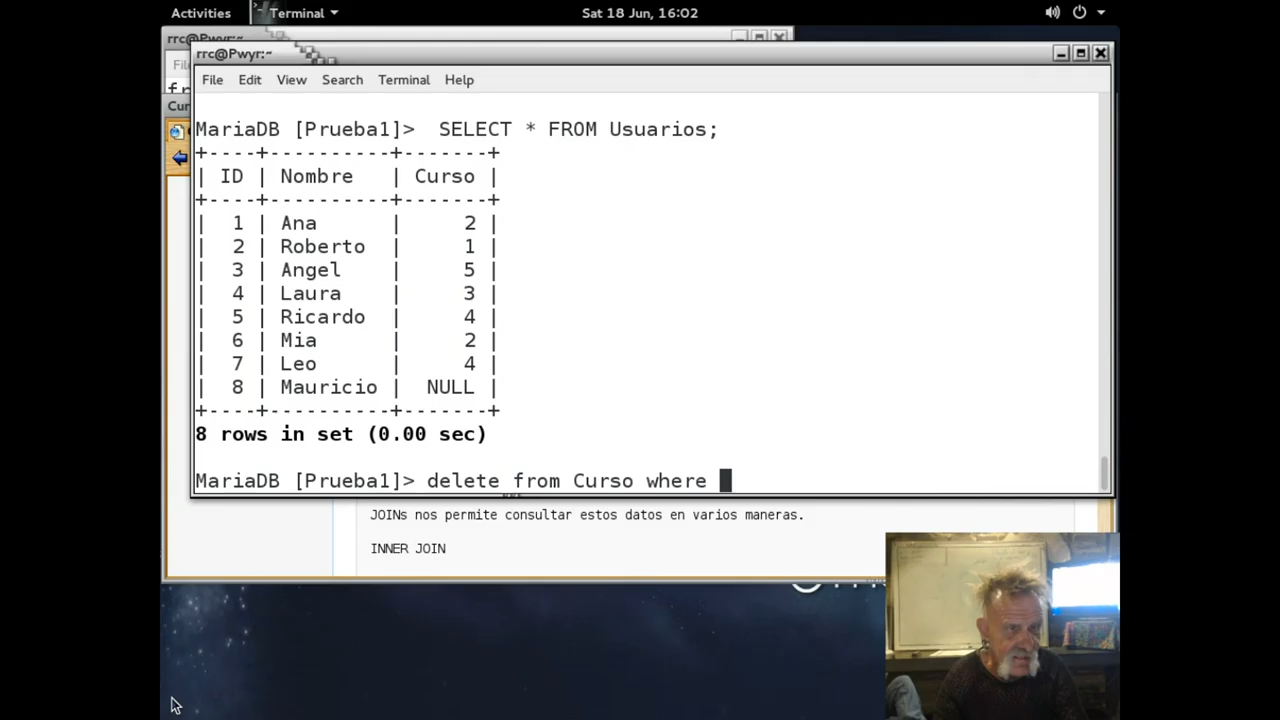 Activities Terminal Sat 18 Jun, 16:02
rrc@Pwyr:~
rrc@Pwyr:~
File Edit View Search Terminal Help
MariaDB [Prueba1]> SELECT * FROM Usuarios;
+----+-----------+-------+
| ID | Nombre | Curso |
+----+-----------+-------+
| 1 | Ana | 2 |
| 2 | Roberto | 1 |
| 3 | Angel | 5 |
| 4 | Laura | 3 |
| 5 | Ricardo | 4 |
| 6 | Mia | 2 |
| 7 | Leo | 4 |
| 8 | Mauricio | NULL |
+----+-----------+-------+
8 rows in set (0.00 sec)
MariaDB [Prueba1]> delete from Curso where
JOINs nos permite consultar estos datos en varios maneras.
INNER JOIN